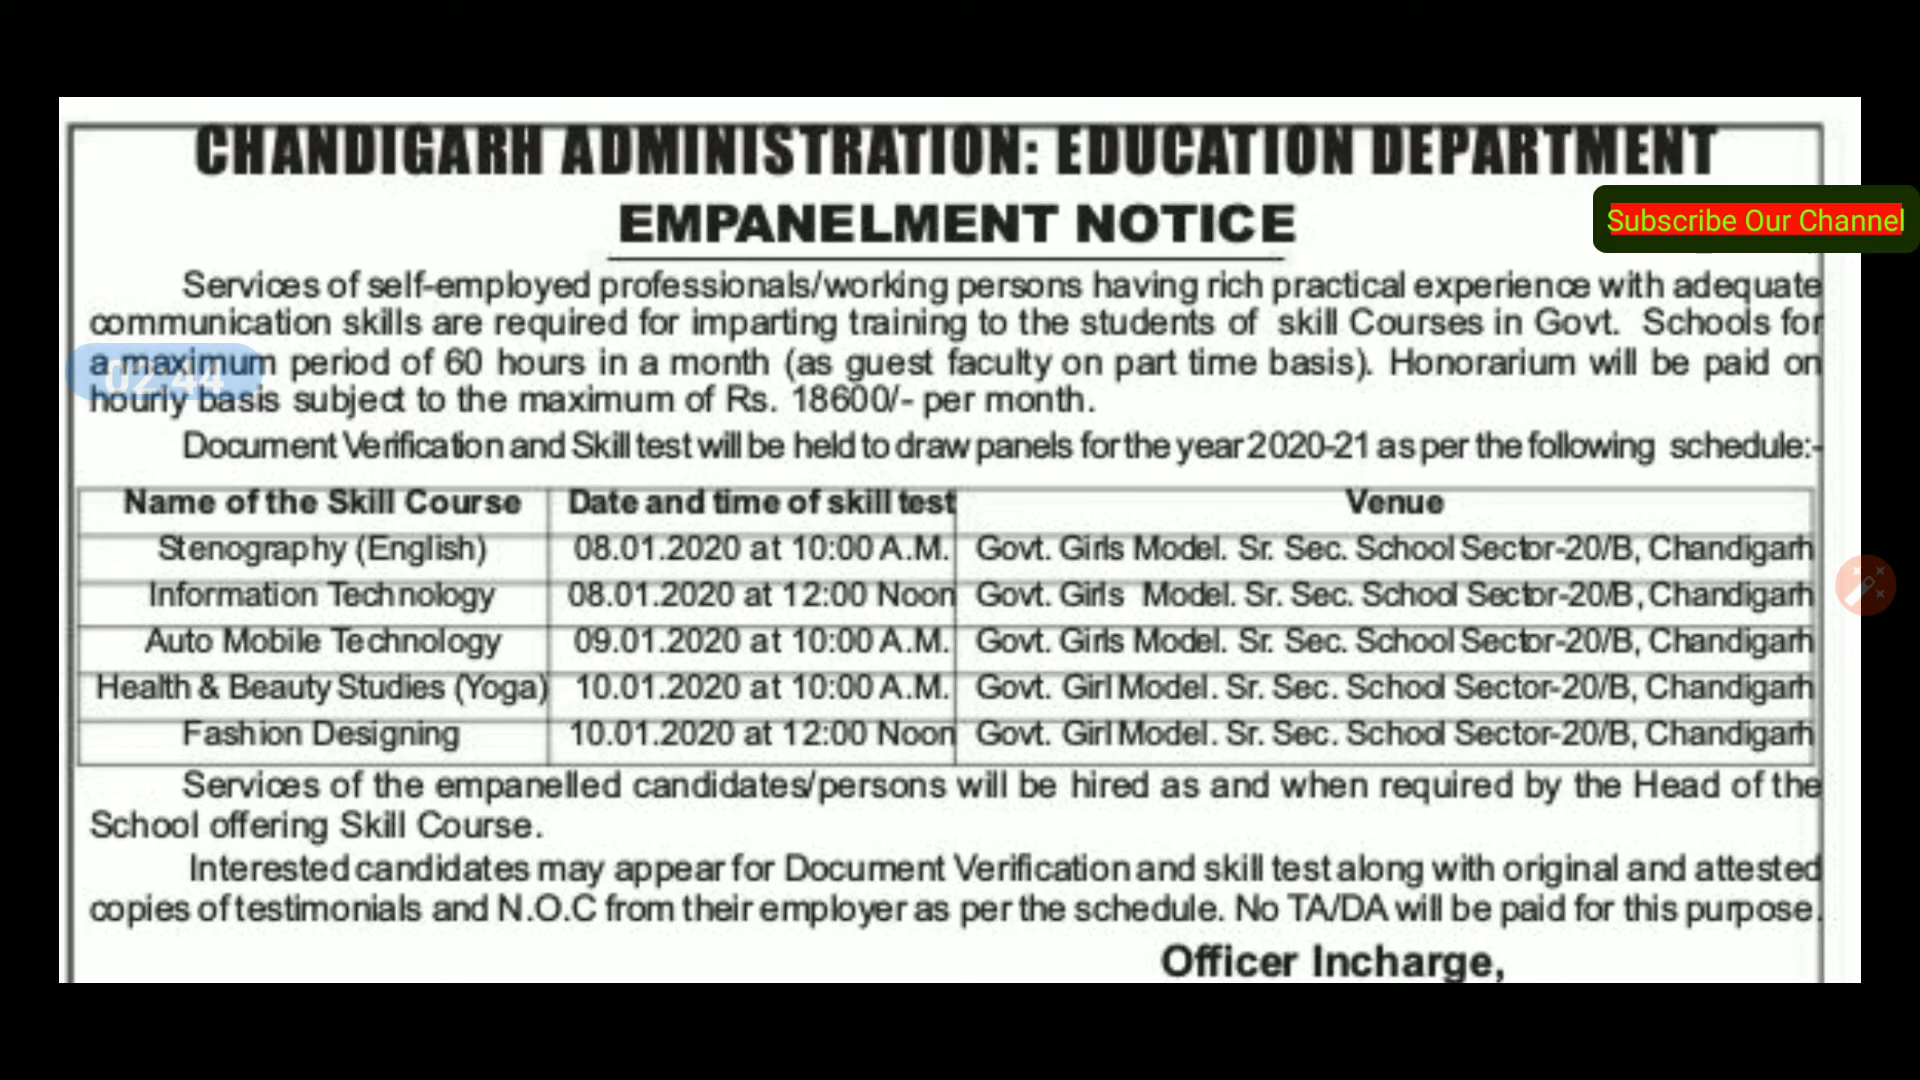 CHANDIGARH ADMINISTRATION: EDUCATION DEPARTMENT
EMPANELMENT NOTICE
Subscribe Our Channel
Services of self-employed professionals/working persons having rich practical experience with adequate
communication skills are required for imparting training to the students of skill Courses in Govt. Schools for
a maximum period of 60 hours in a month (as guest faculty on part time basis). Honorarium will be paid on
02:44
hourly basis subject to the maximum of Rs. 18600/- per month.
Document Verification and Skill test will be held to draw panels for the year 2020-21 as per the following schedule:-
Name of the Skill Course Date and time of skill test Venue
Stenography (English) 08.01.2020 at 10:00 A.M. Govt. Girls Model. Sr. Sec. School Sector-20/B, Chandigarh
Information Technology 08.01.2020 at 12:00 Noon Govt. Girls Model. Sr. Sec. School Sector-20/B, Chandigarh
Auto Mobile Technology 09.01.2020 at 10:00 A.M. Govt. Girls Model. Sr. Sec. School Sector-20/B, Chandigarh
Health & Beauty Studies (Yoga) 10.01.2020 at 10:00 A.M. Govt. Girl Model. Sr. Sec. School Sector-20/B, Chandigarh
Fashion Designing 10.01.2020 at 12:00 Noon Govt. Girl Model. Sr. Sec. School Sector-20/B, Chandigarh
Services of the empanelled candidates/persons will be hired as and when required by the Head of the
School offering Skill Course.
Interested candidates may appear for Document Verification and skill test along with original and attested
copies of testimonials and N.O.C from their employer as per the schedule. No TA/DA will be paid for this purpose.
Officer Incharge,